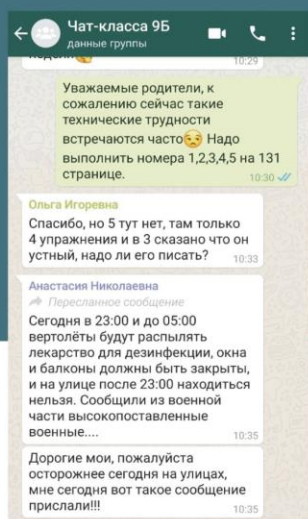 Чат-класса 9Б
данные группы
10:29
Уважаемые родители, к
сожалению сейчас такие
технические трудности
встречаются часто😒 Надо
выполнить номера 1,2,3,4,5 на 131
странице.
10:30
Ольга Игоревна
Спасибо, но 5 тут нет, там только
4 упражнения и в 3 сказано что он
устный, надо ли его писать?
10:33
Анастасия Николаевна
Пересланное сообщение
Сегодня в 23:00 и до 05:00
вертолёты будут распылять
лекарство для дезинфекции, окна
и балконы должны быть закрыты,
и на улице после 23:00 находиться
нельзя. Сообщили из военной
части высокопоставленные
военные....
10:35
Дорогие мои, пожалуйста
осторожнее сегодня на улицах,
мне сегодня вот такое сообщение
прислали!!!
10:35